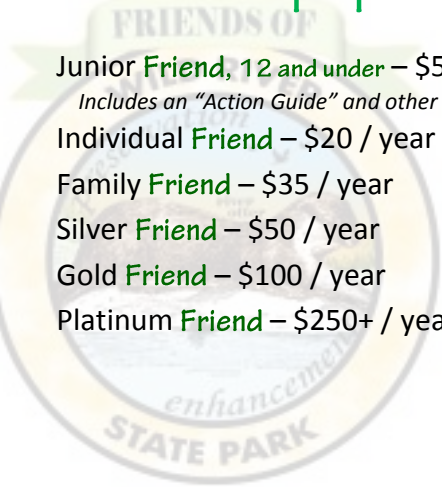 FRIENDS OF
Junior Friend, 12 and under – $5
Includes an “Action Guide” and other
Individual Friend – $20 / year
Preservation
Family Friend – $35 / year
Silver Friend – $50 / year
Gold Friend – $100 / year
Platinum Friend – $250+ / yea
enhancement
STATE PARK